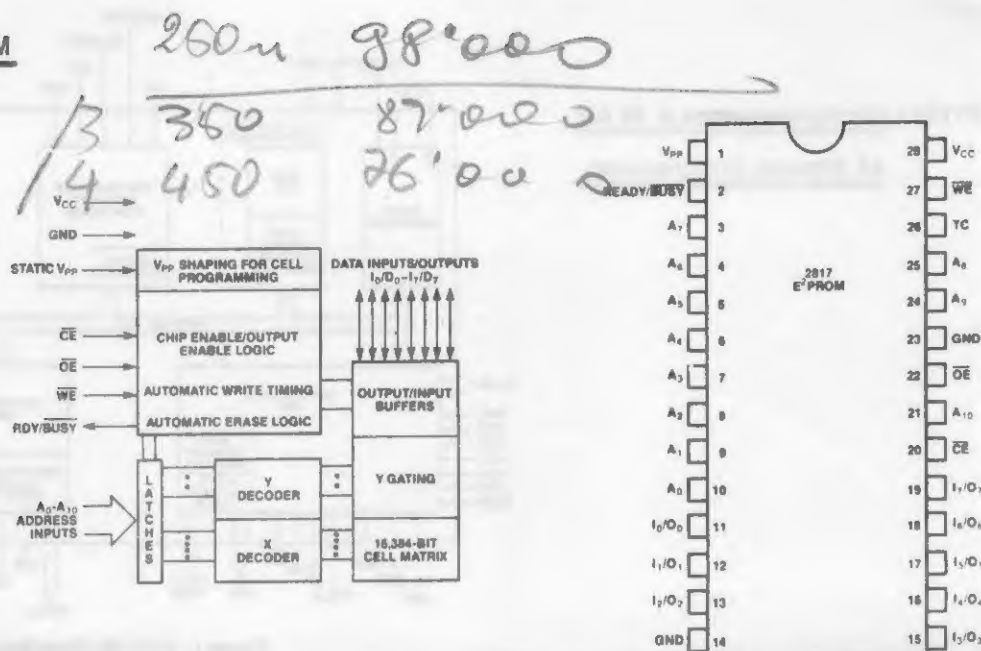 M
260n 98'000
/3 350 87'000
/4 450 76'000
VCC
GND
STATIC VPP
CE
OE
WE
RDY/BUSY
A0-A10
ADDRESS
INPUTS
VPP SHAPING FOR CELL
PROGRAMMING
CHIP ENABLE/OUTPUT
ENABLE LOGIC
AUTOMATIC WRITE TIMING
AUTOMATIC ERASE LOGIC
DATA INPUTS/OUTPUTS
I0/D0-I7/D7
OUTPUT/INPUT
BUFFERS
LATCHES
Y
DECODER
Y GATING
X
DECODER
16,384-BIT
CELL MATRIX
2817
E²PROM
VPP 1 28 VCC
READY/BUSY 2 27 WE
A7 3 26 TC
A6 4 25 A8
A5 5 24 A9
A4 6 23 GND
A3 7 22 OE
A2 8 21 A10
A1 9 20 CE
A0 10 19 I7/O7
I0/O0 11 18 I6/O6
I1/O1 12 17 I5/O5
I2/O2 13 16 I4/O4
GND 14 15 I3/O3